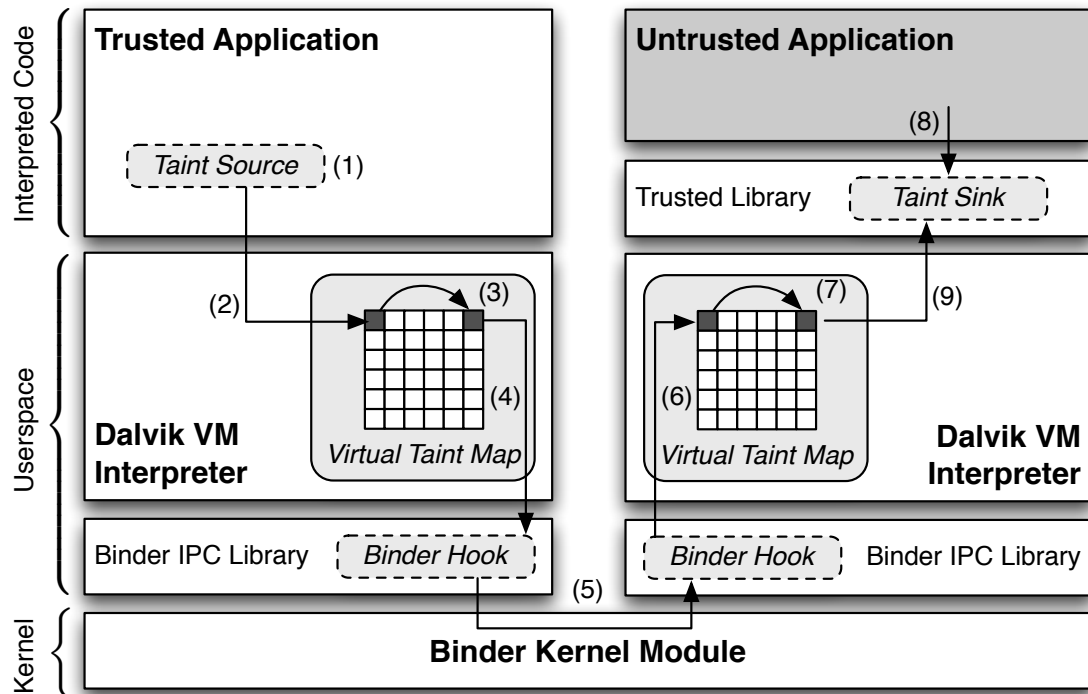 Interpreted Code
Trusted Application
Taint Source (1)
Untrusted Application
(8)
Trusted Library
Taint Sink
Userspace
(2)
(3)
(4)
Virtual Taint Map
Dalvik VM
Interpreter
(7)
(9)
(6)
Virtual Taint Map
Dalvik VM
Interpreter
Binder IPC Library
Binder Hook
(5)
Binder Hook
Binder IPC Library
Kernel
Binder Kernel Module